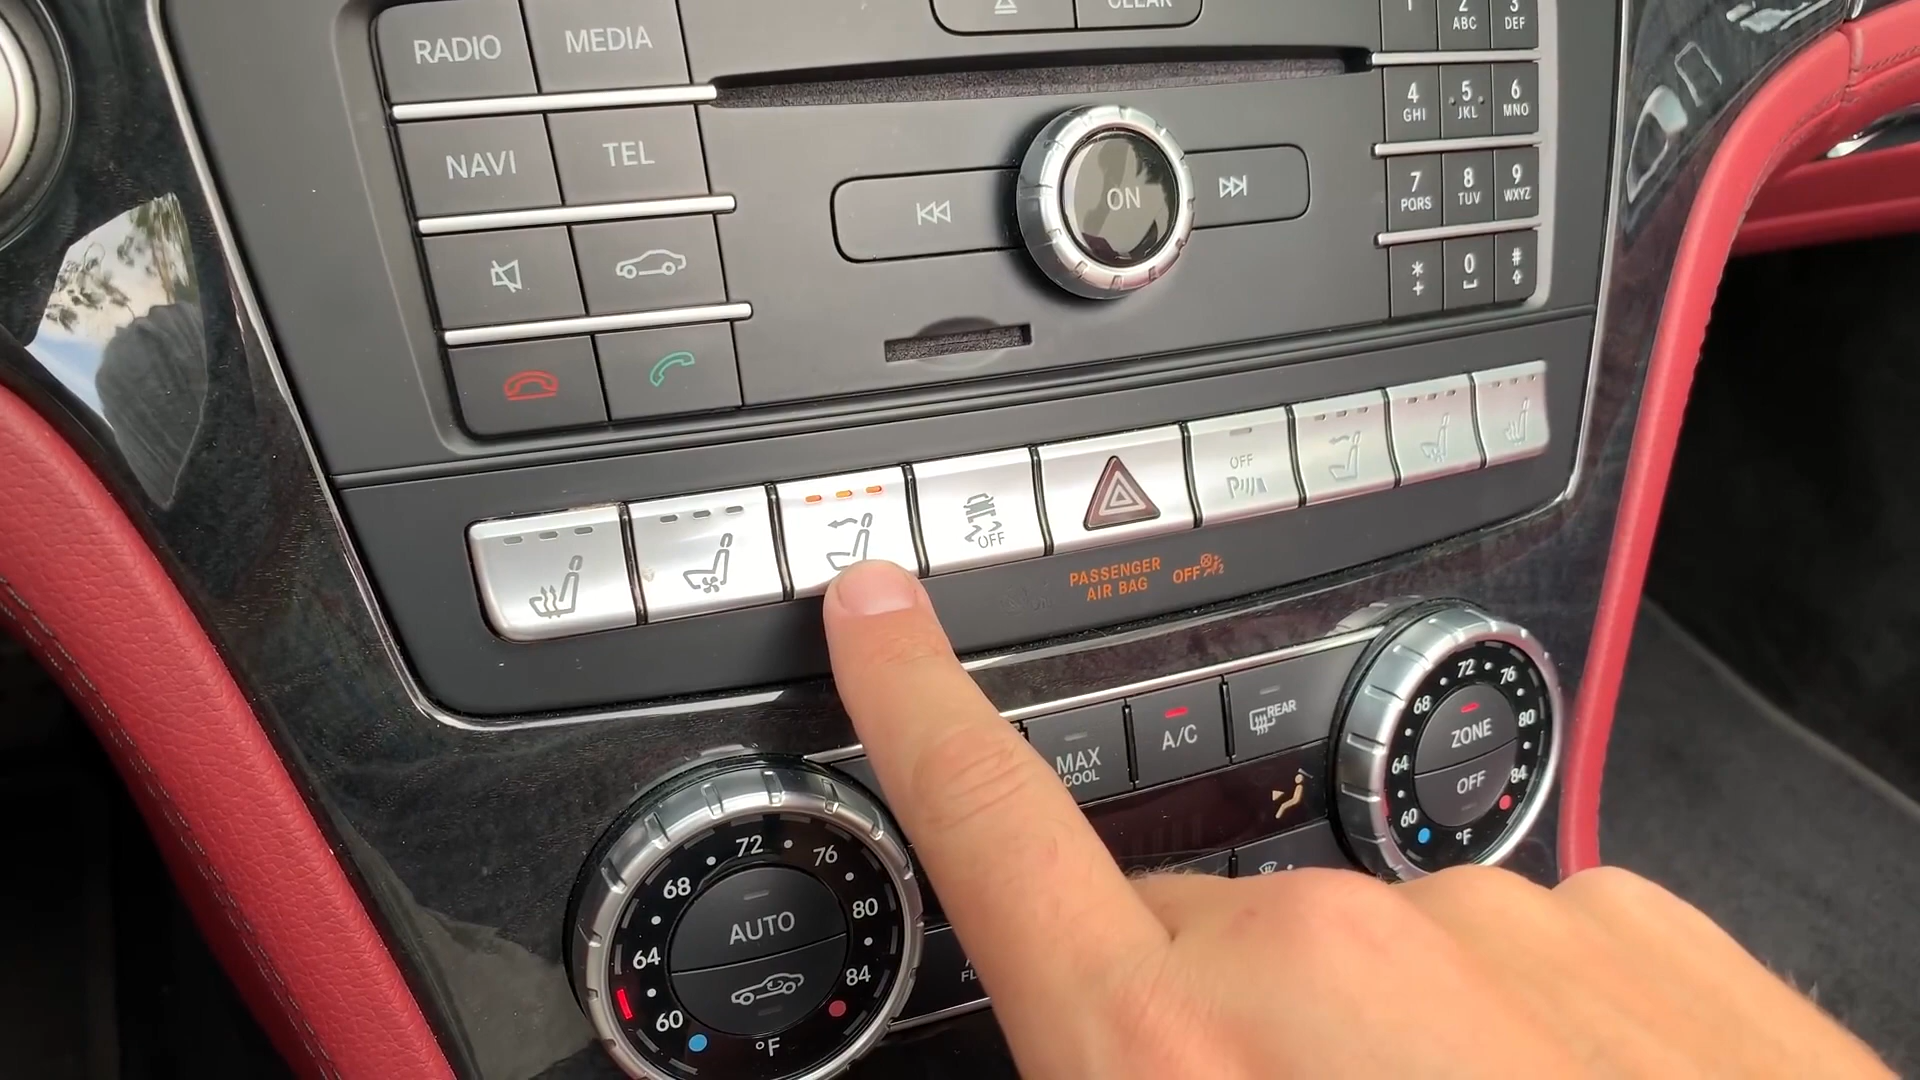 RADIO
MEDIA
CLEAR
1
2
ABC
3
DEF
NAVI
TEL
4
GHI
5
JKL
6
MNO
ON
7
PQRS
8
TUV
9
WXYZ
*
+
0
#
OFF
OFF
P
PASSENGER
AIR BAG
OFF
MAX
COOL
A/C
REAR
60
64
68
72
76
80
84
°F
ZONE
OFF
60
64
68
72
76
80
84
°F
AUTO